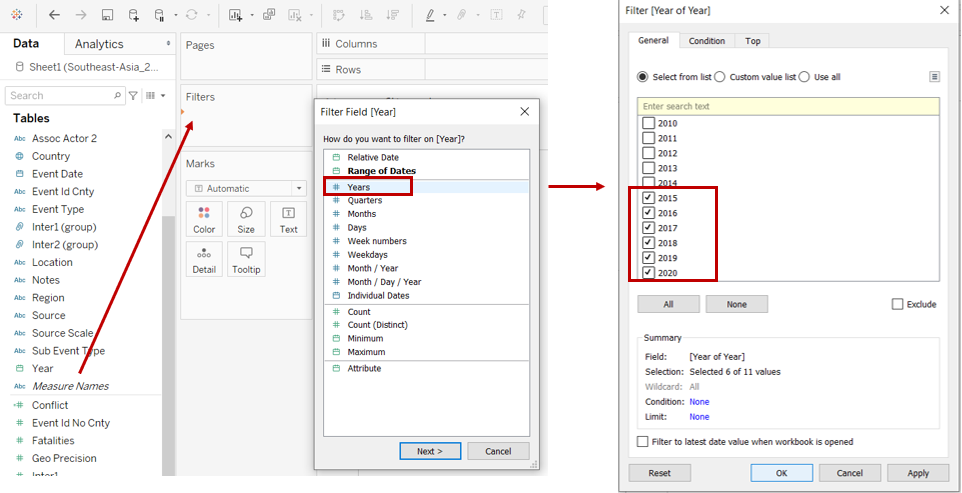 Data
Analytics
Sheet1 (Southeast-Asia_2...
Search
Tables
Abc Assoc Actor 2
Country
Event Date
Abc Event Id Cnty
Abc Event Type
Inter1 (group)
Inter2 (group)
Abc Location
Abc Notes
Abc Region
Abc Source
Abc Source Scale
Abc Sub Event Type
Year
Abc Measure Names
Conflict
Event Id No Cnty
Fatalities
Geo Precision
Inter1
Pages
Filters
Marks
Automatic
Color
Size
Text
Detail
Tooltip
Columns
Rows
Filter Field [Year]
How do you want to filter on [Year]?
Relative Date
Range of Dates
Years
Quarters
Months
Days
Week numbers
Weekdays
Month / Year
Month / Day / Year
Individual Dates
Count
Count (Distinct)
Minimum
Maximum
Attribute
Next >
Cancel
Filter [Year of Year]
General
Condition
Top
Select from list
Custom value list
Use all
Enter search text
2010
2011
2012
2013
2014
2015
2016
2017
2018
2019
2020
All
None
Exclude
Summary
Field: [Year of Year]
Selection: Selected 6 of 11 values
Wildcard: All
Condition: None
Limit: None
Filter to latest date value when workbook is opened
Reset
OK
Cancel
Apply